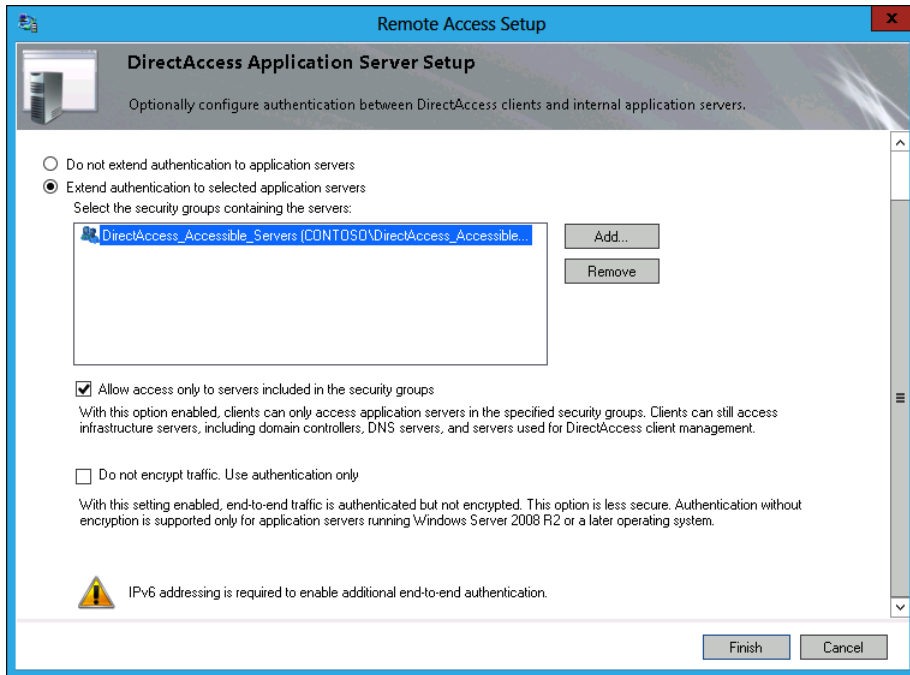 Remote Access Setup
x
DirectAccess Application Server Setup
Optionally configure authentication between DirectAccess clients and internal application servers.
Do not extend authentication to application servers
Extend authentication to selected application servers
Select the security groups containing the servers:
DirectAccess_Accessible_Servers (CONTOSO\DirectAccess_Accessible...
Add...
Remove
Allow access only to servers included in the security groups
With this option enabled, clients can only access application servers in the specified security groups. Clients can still access
infrastructure servers, including domain controllers, DNS servers, and servers used for DirectAccess client management.
Do not encrypt traffic. Use authentication only
With this setting enabled, end-to-end traffic is authenticated but not encrypted. This option is less secure. Authentication without
encryption is supported only for application servers running Windows Server 2008 R2 or a later operating system.
IPv6 addressing is required to enable additional end-to-end authentication.
Finish
Cancel